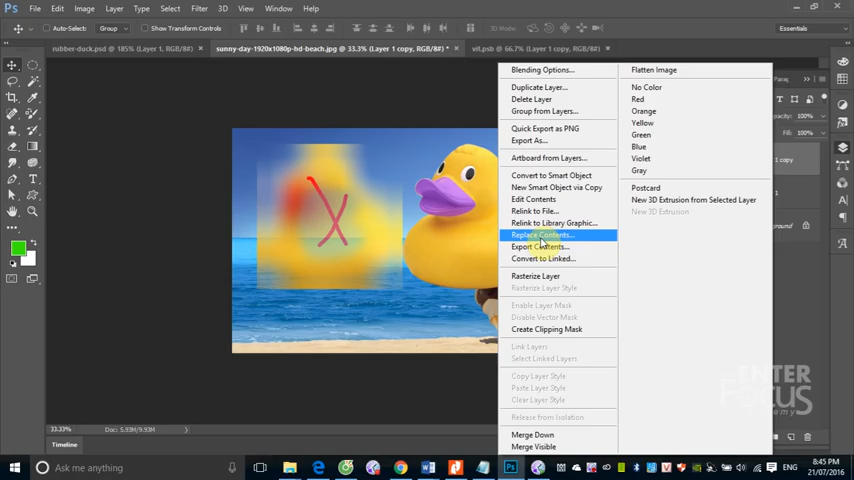 Ps File Edit Image Layer Type Select Filter 3D View Window Help
Auto-Select: Group Show Transform Controls 3D Mode: Essentials
rubber-duck.psd @ 185% (Layer 1, RGB/8#) × sunny-day-1920x1080-hd-beach.jpg @ 33.3% (Layer 1 copy, RGB/8#) * × vit.psb @ 66.7% (Layer 1, RGB/8) ×
Blending Options...
Duplicate Layer...
Delete Layer
Group from Layers...
Quick Export as PNG
Export As...
Artboard from Layers...
Convert to Smart Object
New Smart Object via Copy
Edit Contents
Relink to File...
Relink to Library Graphic...
Replace Contents...
Export Contents...
Convert to Linked...
Rasterize Layer
Rasterize Layer Style
Enable Layer Mask
Disable Vector Mask
Create Clipping Mask
Link Layers
Select Linked Layers
Copy Layer Style
Paste Layer Style
Clear Layer Style
Release from Isolation
Merge Down
Merge Visible
Flatten Image
No Color
Red
Orange
Yellow
Green
Blue
Violet
Gray
Postcard
New 3D Extrusion from Selected Layer
New 3D Extrusion
Parag
opacity: 100%
Fill: 100%
1 copy
X
ENTER
FOCUS
33.33% Doc: 5.93M/9.93M
Timeline
Ask me anything
ENG
8:45 PM
21/07/2016